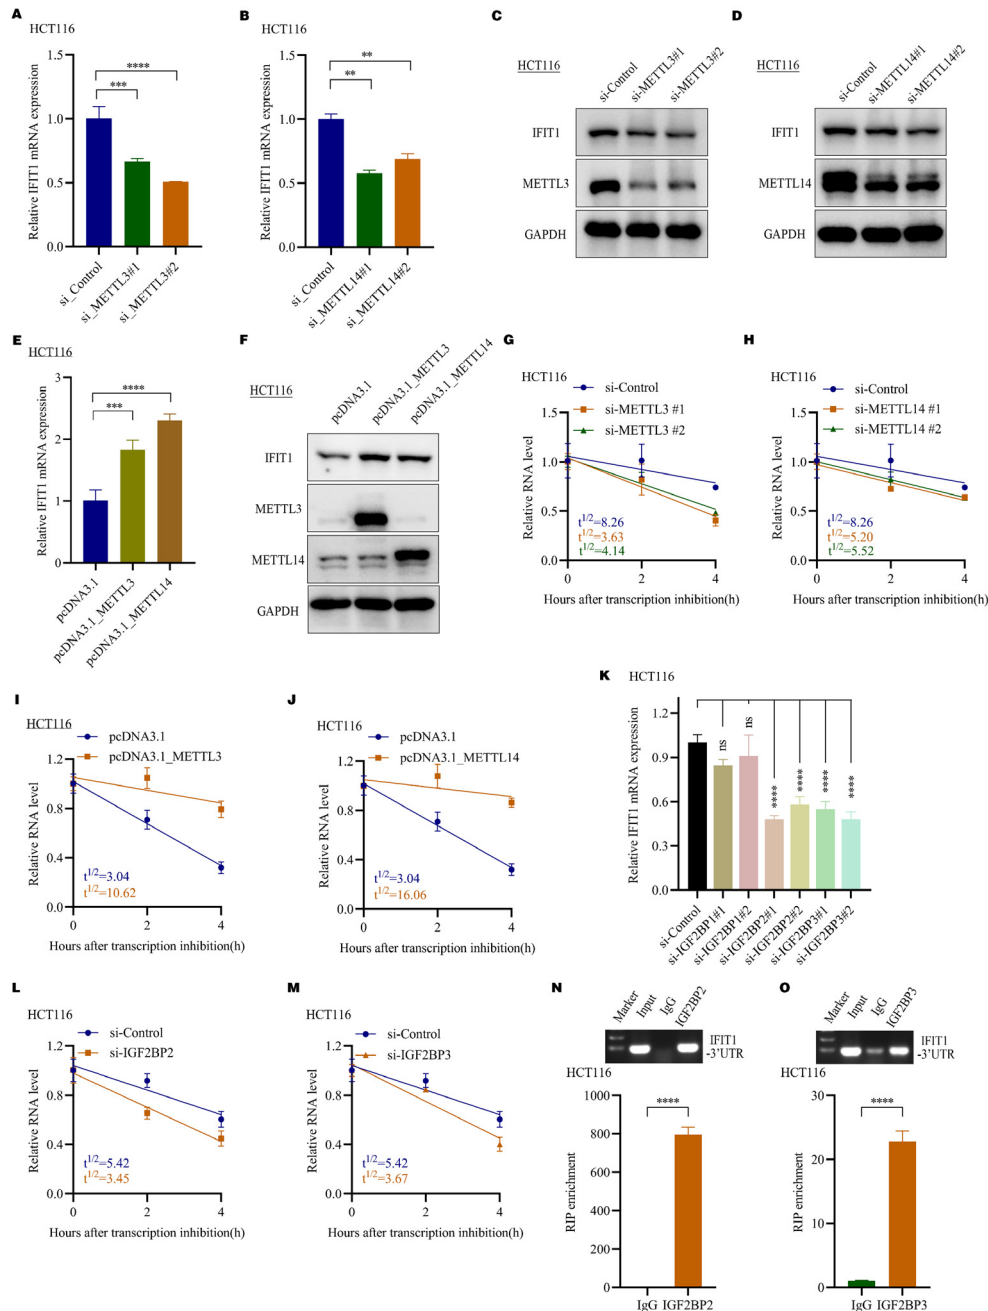 A
HCT116
Relative IFIT1 mRNA expression
1.5
1.0
0.5
0.0
****
***
si_Control
si_METTL3#1
si_METTL3#2
B
HCT116
Relative IFIT1 mRNA expression
1.5
1.0
0.5
0.0
**
**
si_Control
si_METTL14#1
si_METTL14#2
C
HCT116
si-Control
si-METTL3#1
si-METTL3#2
IFIT1
METTL3
GAPDH
D
HCT116
si-Control
si-METTL14#1
si-METTL14#2
IFIT1
METTL14
GAPDH
E
HCT116
Relative IFIT1 mRNA expression
3
2
1
0
****
***
pcDNA3.1
pcDNA3.1_METTL3
pcDNA3.1_METTL14
F
HCT116
pcDNA3.1
pcDNA3.1_METTL3
pcDNA3.1_METTL14
IFIT1
METTL3
METTL14
GAPDH
G
HCT116
si-Control
si-METTL3 #1
si-METTL3 #2
Relative RNA level
1.5
1.0
0.5
0.0
t1/2=8.26
t1/2=3.63
t1/2=4.14
0 2 4
Hours after transcription inhibition(h)
H
HCT116
si-Control
si-METTL14 #1
si-METTL14 #2
Relative RNA level
1.5
1.0
0.5
0.0
t1/2=8.26
t1/2=5.20
t1/2=5.52
0 2 4
Hours after transcription inhibition(h)
I
HCT116
pcDNA3.1
pcDNA3.1_METTL3
Relative RNA level
1.2
0.8
0.4
0.0
t1/2=3.04
t1/2=10.62
0 2 4
Hours after transcription inhibition(h)
J
HCT116
pcDNA3.1
pcDNA3.1_METTL14
Relative RNA level
1.2
0.8
0.4
0.0
t1/2=3.04
t1/2=16.06
0 2 4
Hours after transcription inhibition(h)
K
HCT116
Relative IFIT1 mRNA expression
1.2
0.9
0.6
0.3
0.0
ns
ns
****
****
****
****
si-Control
si-IGF2BP1#1
si-IGF2BP1#2
si-IGF2BP2#1
si-IGF2BP2#2
si-IGF2BP3#1
si-IGF2BP3#2
L
HCT116
si-Control
si-IGF2BP2
Relative RNA level
1.2
0.8
0.4
0.0
t1/2=5.42
t1/2=3.45
0 2 4
Hours after transcription inhibition(h)
M
HCT116
si-Control
si-IGF2BP3
Relative RNA level
1.2
0.8
0.4
0.0
t1/2=5.42
t1/2=3.67
0 2 4
Hours after transcription inhibition(h)
N
Marker
Input
IgG
IGF2BP2
IFIT1
-3'UTR
HCT116
RIP enrichment
1000
800
600
400
200
0
****
IgG IGF2BP2
O
Marker
Input
IgG
IGF2BP3
IFIT1
-3'UTR
HCT116
RIP enrichment
30
20
10
0
****
IgG IGF2BP3